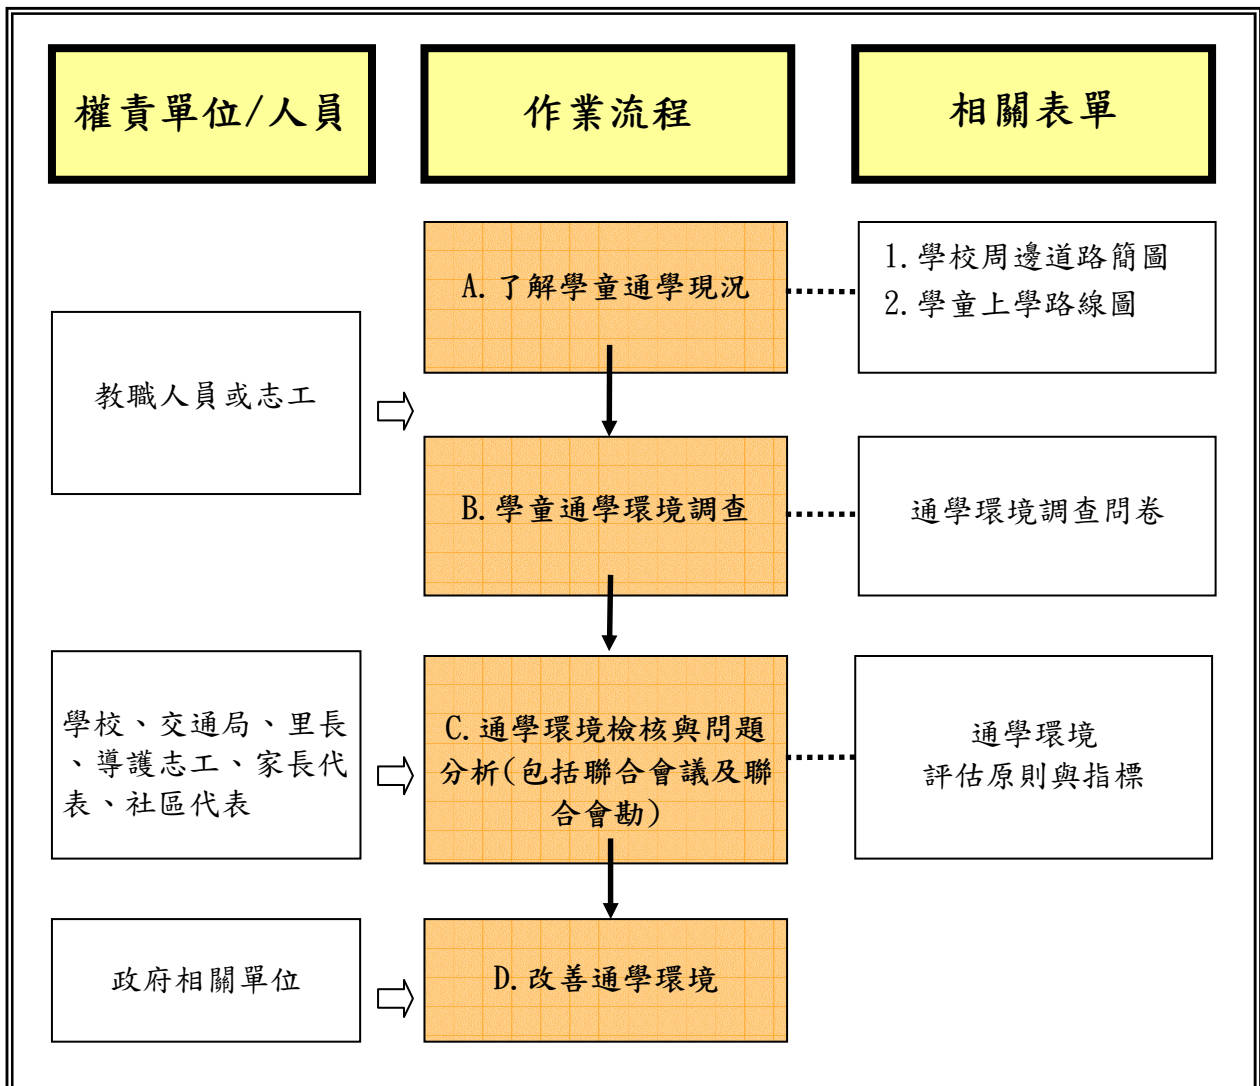 權責單位/人員
作業流程
相關表單
A.了解學童通學現況
1.學校周邊道路簡圖
2.學童上學路線圖
教職人員或志工
B.學童通學環境調查
通學環境調查問卷
學校、交通局、里長
、導護志工、家長代
表、社區代表
C.通學環境檢核與問題
分析(包括聯合會議及聯
合會勘)
通學環境
評估原則與指標
政府相關單位
D.改善通學環境